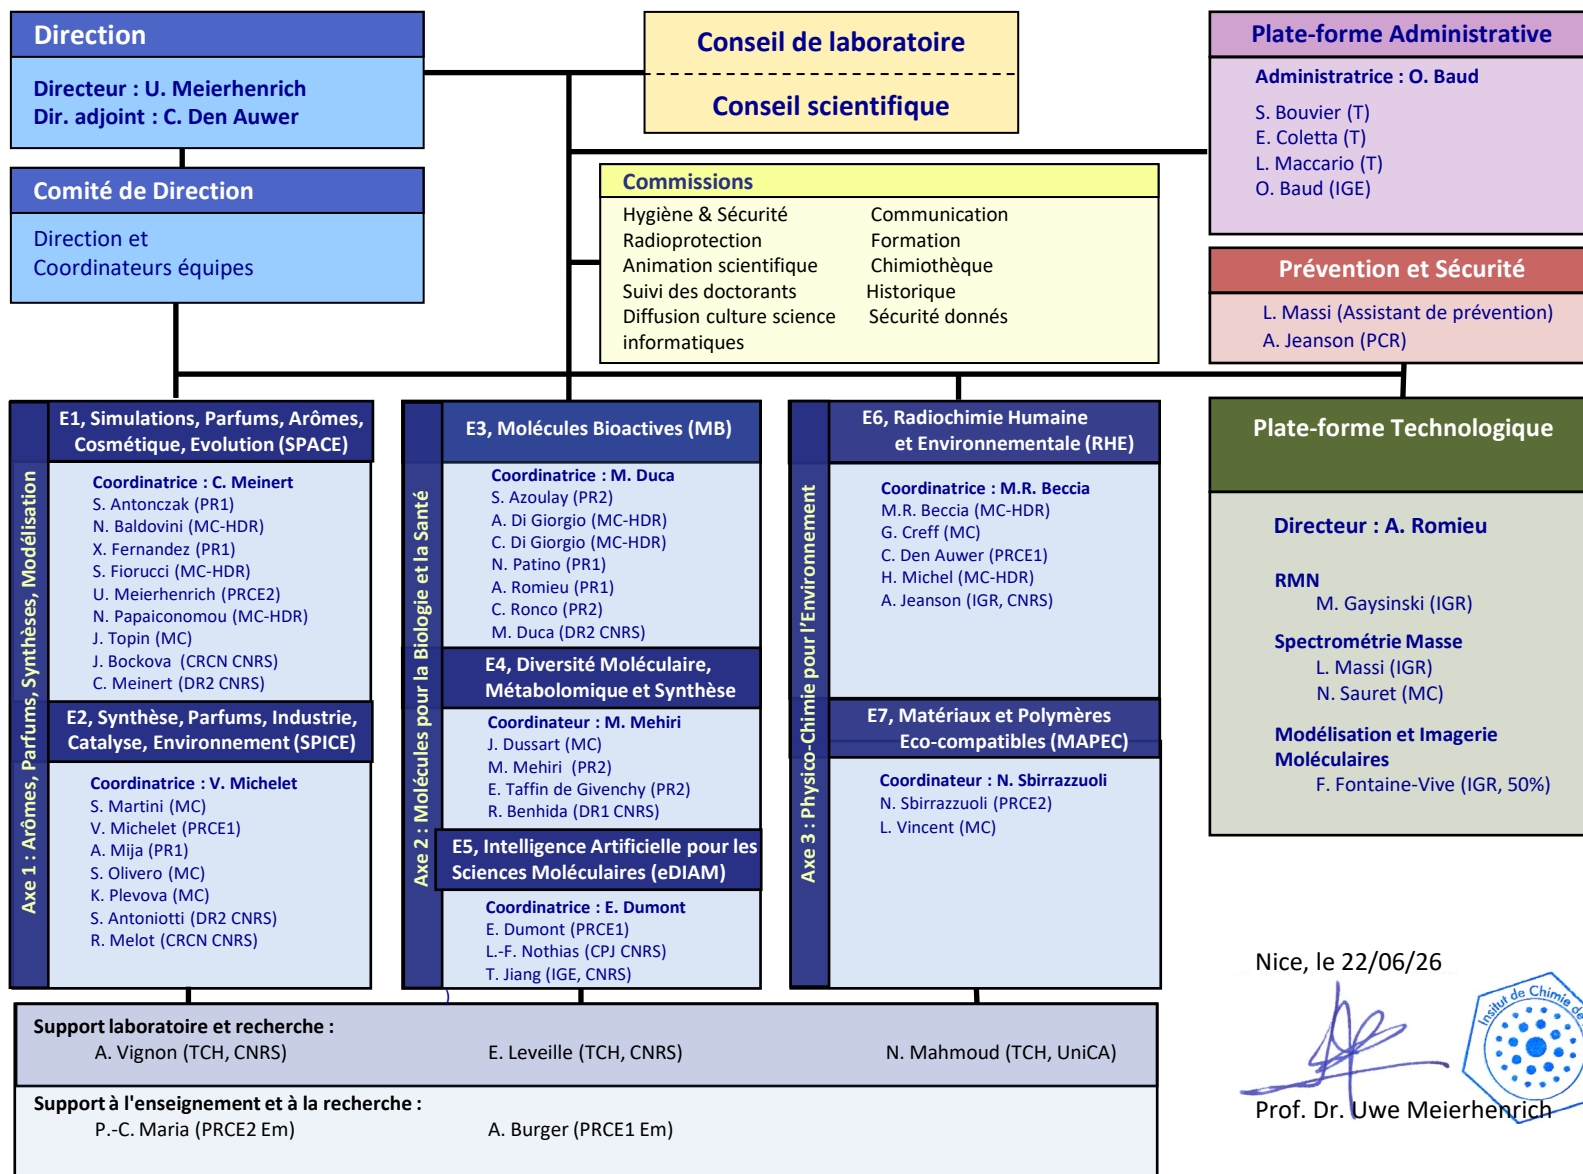 Direction
Directeur : U. Meierhenrich
Dir. adjoint : C. Den Auwer
Comité de Direction
Direction et
Coordinateurs équipes
Conseil de laboratoire
Conseil scientifique
Commissions
Hygiène & Sécurité Communication
Radioprotection Formation
Animation scientifique Chimiothèque
Suivi des doctorants Historique
Diffusion culture science Sécurité donnés
informatiques
Plate-forme Administrative
Administratrice : O. Baud
S. Bouvier (T)
E. Coletta (T)
L. Maccario (T)
O. Baud (IGE)
Prévention et Sécurité
L. Massi (Assistant de prévention)
A. Jeanson (PCR)
Axe 1 : Arômes, Parfums, Synthèses, Modélisation
E1, Simulations, Parfums, Arômes,
Cosmétique, Evolution (SPACE)
Coordinatrice : C. Meinert
S. Antonczak (PR1)
N. Baldovini (MC-HDR)
X. Fernandez (PR1)
S. Fiorucci (MC-HDR)
U. Meierhenrich (PRCE2)
N. Papaiconomou (MC-HDR)
J. Topin (MC)
J. Bockova (CRCN CNRS)
C. Meinert (DR2 CNRS)
E2, Synthèse, Parfums, Industrie,
Catalyse, Environnement (SPICE)
Coordinatrice : V. Michelet
S. Martini (MC)
V. Michelet (PRCE1)
A. Mija (PR1)
S. Olivero (MC)
K. Plevova (MC)
S. Antoniotti (DR2 CNRS)
R. Melot (CRCN CNRS)
Axe 2 : Molécules pour la Biologie et la Santé
E3, Molécules Bioactives (MB)
Coordinatrice : M. Duca
S. Azoulay (PR2)
A. Di Giorgio (MC-HDR)
C. Di Giorgio (MC-HDR)
N. Patino (PR1)
A. Romieu (PR1)
C. Ronco (PR2)
M. Duca (DR2 CNRS)
E4, Diversité Moléculaire,
Métabolomique et Synthèse
Coordinateur : M. Mehiri
J. Dussart (MC)
M. Mehiri (PR2)
E. Taffin de Givenchy (PR2)
R. Benhida (DR1 CNRS)
E5, Intelligence Artificielle pour les
Sciences Moléculaires (eDIAM)
Coordinatrice : E. Dumont
E. Dumont (PRCE1)
L.-F. Nothias (CPJ CNRS)
T. Jiang (IGE, CNRS)
Axe 3 : Physico-Chimie pour l'Environnement
E6, Radiochimie Humaine
et Environnementale (RHE)
Coordinatrice : M.R. Beccia
M.R. Beccia (MC-HDR)
G. Creff (MC)
C. Den Auwer (PRCE1)
H. Michel (MC-HDR)
A. Jeanson (IGR, CNRS)
E7, Matériaux et Polymères
Eco-compatibles (MAPEC)
Coordinateur : N. Sbirrazzuoli
N. Sbirrazzuoli (PRCE2)
L. Vincent (MC)
Plate-forme Technologique
Directeur : A. Romieu
RMN
M. Gaysinski (IGR)
Spectrométrie Masse
L. Massi (IGR)
N. Sauret (MC)
Modélisation et Imagerie
Moléculaires
F. Fontaine-Vive (IGR, 50%)
Support laboratoire et recherche :
A. Vignon (TCH, CNRS) E. Leveille (TCH, CNRS) N. Mahmoud (TCH, UniCA)
Support à l'enseignement et à la recherche :
P.-C. Maria (PRCE2 Em) A. Burger (PRCE1 Em)
Nice, le 22/06/26
Institut de Chimie de
Prof. Dr. Uwe Meierhenrich